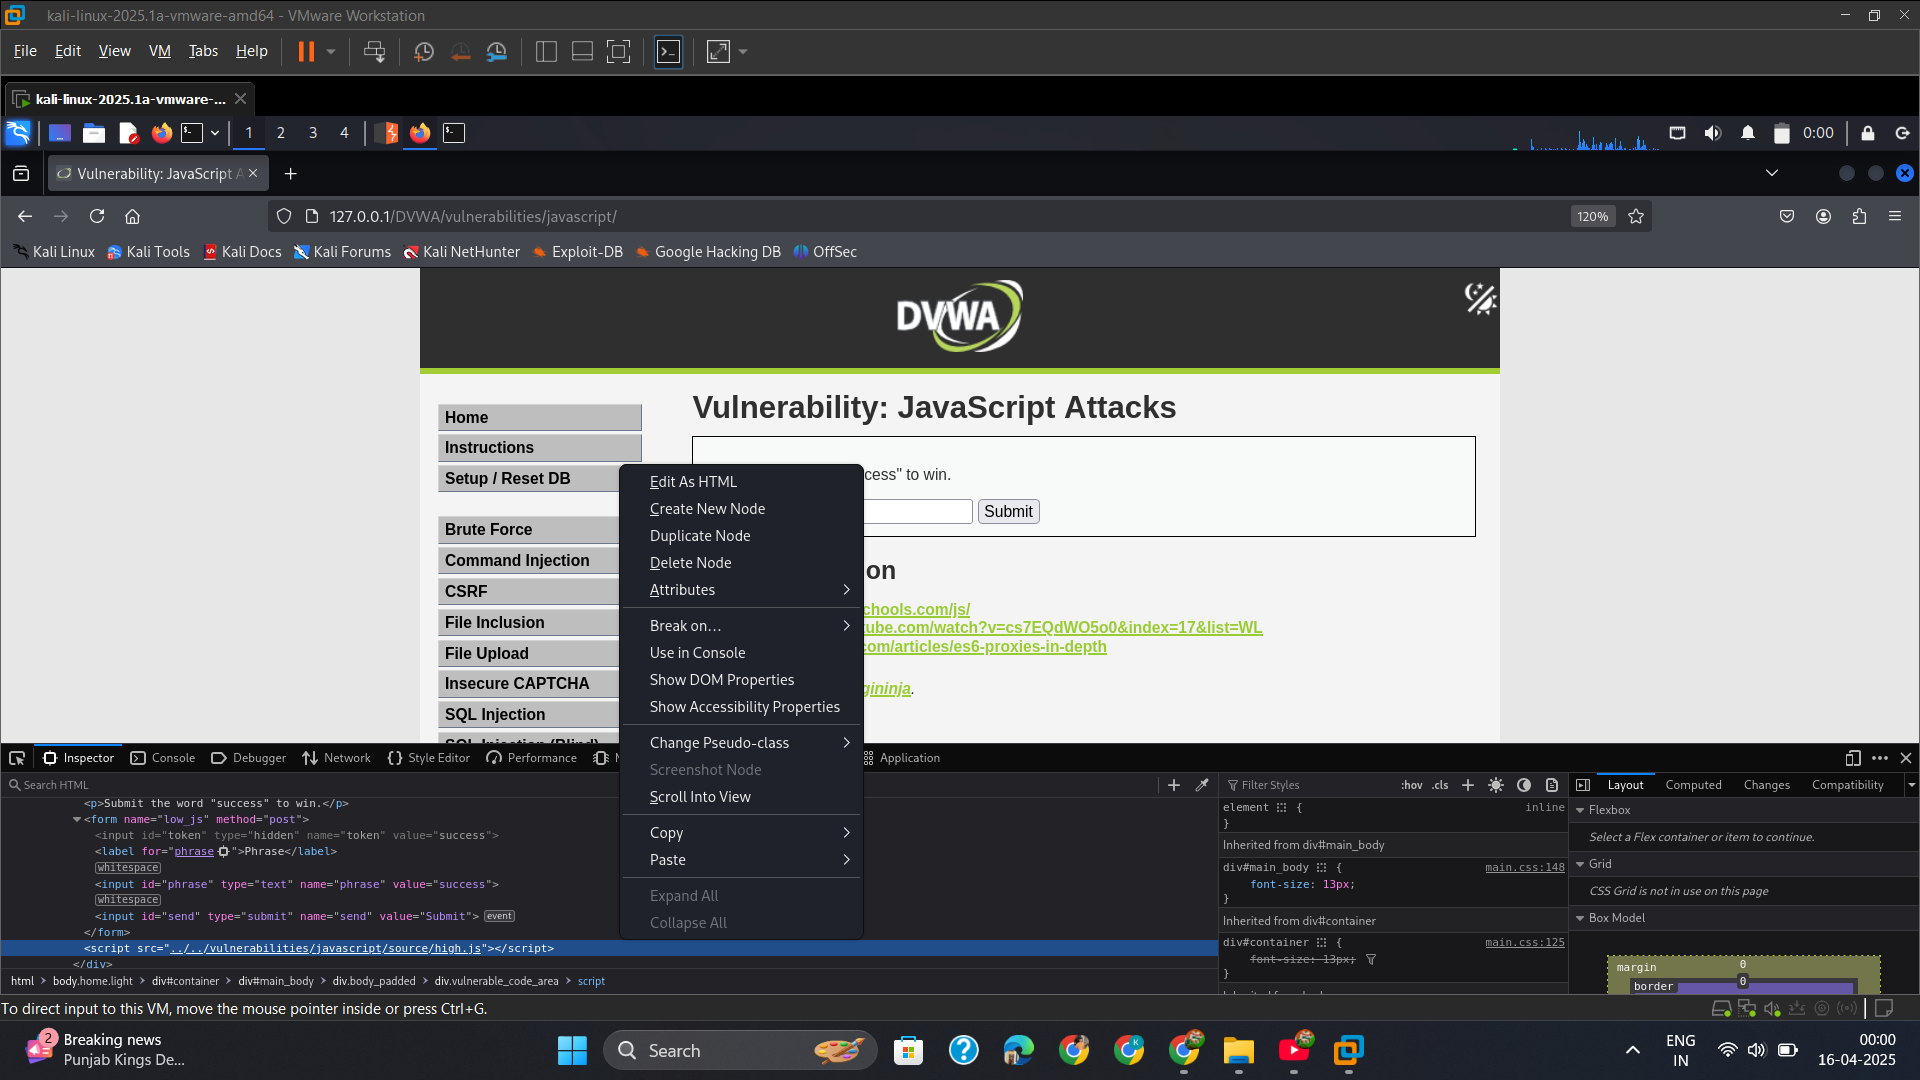 kali-linux-2025.1a-vmware-amd64 - VMware Workstation
File Edit View VM Tabs Help
kali-linux-2025.1a-vmware-...
1 2 3 4 0:00
Vulnerability: JavaScript A
127.0.0.1/DVWA/vulnerabilities/javascript/ 120%
Kali Linux Kali Tools Kali Docs Kali Forums Kali NetHunter Exploit-DB Google Hacking DB OffSec
DVWA
Vulnerability: JavaScript Attacks
Home
Instructions
Setup / Reset DB
Brute Force
Command Injection
CSRF
File Inclusion
File Upload
Insecure CAPTCHA
SQL Injection
SQL Injection (Blind)
cess" to win.
Submit
on
chools.com/js/
tube.com/watch?v=cs7EQdWO5o0&index=17&list=WL
com/articles/es6-proxies-in-depth
gininja.
Edit As HTML
Create New Node
Duplicate Node
Delete Node
Attributes
Break on...
Use in Console
Show DOM Properties
Show Accessibility Properties
Change Pseudo-class
Screenshot Node
Scroll Into View
Copy
Paste
Expand All
Collapse All
Inspector Console Debugger Network Style Editor Performance M Application
Search HTML
<p>Submit the word "success" to win.</p>
<form name="low_js" method="post">
<input id="token" type="hidden" name="token" value="success">
<label for="phrase">Phrase</label>
whitespace
<input id="phrase" type="text" name="phrase" value="success">
whitespace
<input id="send" type="submit" name="send" value="Submit"> event
</form>
<script src="../../vulnerabilities/javascript/source/high.js"></script>
</div>
html body.home.light div#container div#main_body div.body_padded div.vulnerable_code_area script
Filter Styles :hov .cls
element { inline
}
Inherited from div#main_body
div#main_body { main.css:148
font-size: 13px;
}
Inherited from div#container
div#container { main.css:125
font-size: 13px;
}
Layout Computed Changes Compatibility
Flexbox
Select a Flex container or item to continue.
Grid
CSS Grid is not in use on this page
Box Model
margin 0
border 0
To direct input to this VM, move the mouse pointer inside or press Ctrl+G.
2
Breaking news
Punjab Kings De...
Search
ENG
IN
00:00
16-04-2025